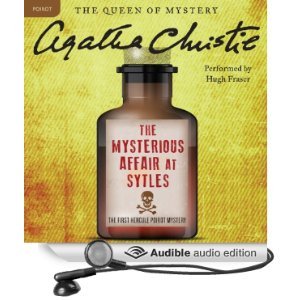 POIROT
THE QUEEN OF MYSTERY
Agatha Christie
Performed by
Hugh Fraser
THE
MYSTERIOUS
AFFAIR AT
SYTLES
THE FIRST HERCULE POIROT MYSTERY
Audible audio edition